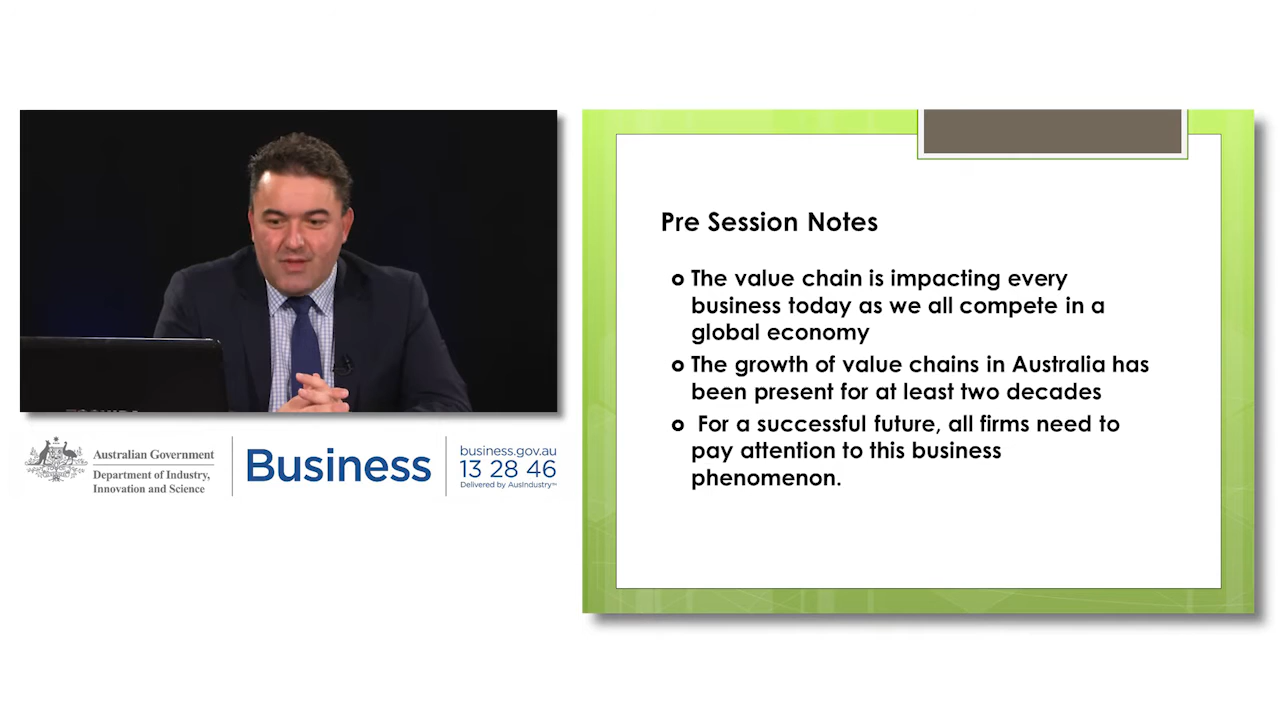 Pre Session Notes
The value chain is impacting every
business today as we all compete in a
global economy
The growth of value chains in Australia has
been present for at least two decades
For a successful future, all firms need to
pay attention to this business
phenomenon.
Australian Government
Department of Industry,
Innovation and Science
Business
business.gov.au
13 28 46
Delivered by AusIndustry™